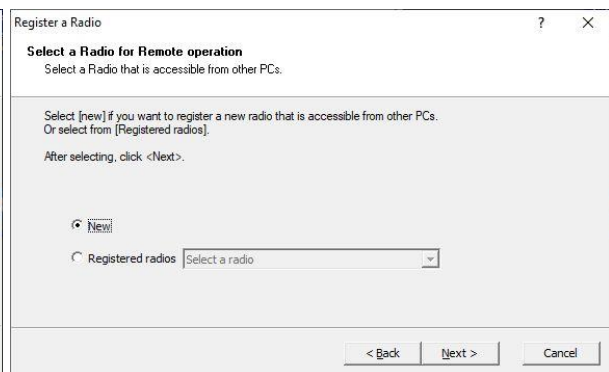 Register a Radio
?
Select a Radio for Remote operation
Select a Radio that is accessible from other PCs.
Select [new] if you want to register a new radio that is accessible from other PCs.
Or select from [Registered radios].
After selecting, click <Next>.
New
Registered radios Select a radio
< Back Next > Cancel